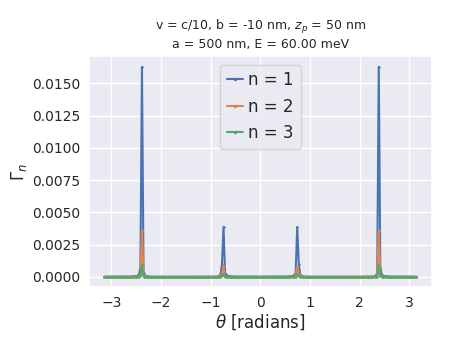 v = c/10, b = -10 nm, z_p = 50 nm
a = 500 nm, E = 60.00 meV
n = 1
n = 2
n = 3
Γ_n
0.0150
0.0125
0.0100
0.0075
0.0050
0.0025
0.0000
−3 −2 −1 0 1 2 3
θ [radians]